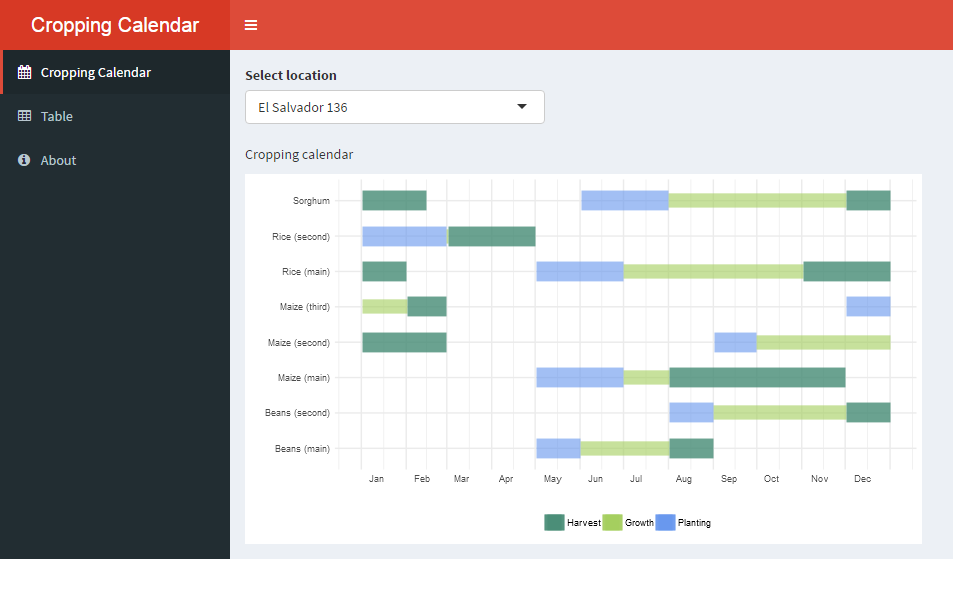 Cropping Calendar
Cropping Calendar
Table
About
Select location
El Salvador 136
Cropping calendar
Sorghum
Rice (second)
Rice (main)
Maize (third)
Maize (second)
Maize (main)
Beans (second)
Beans (main)
Jan Feb Mar Apr May Jun Jul Aug Sep Oct Nov Dec
Harvest Growth Planting